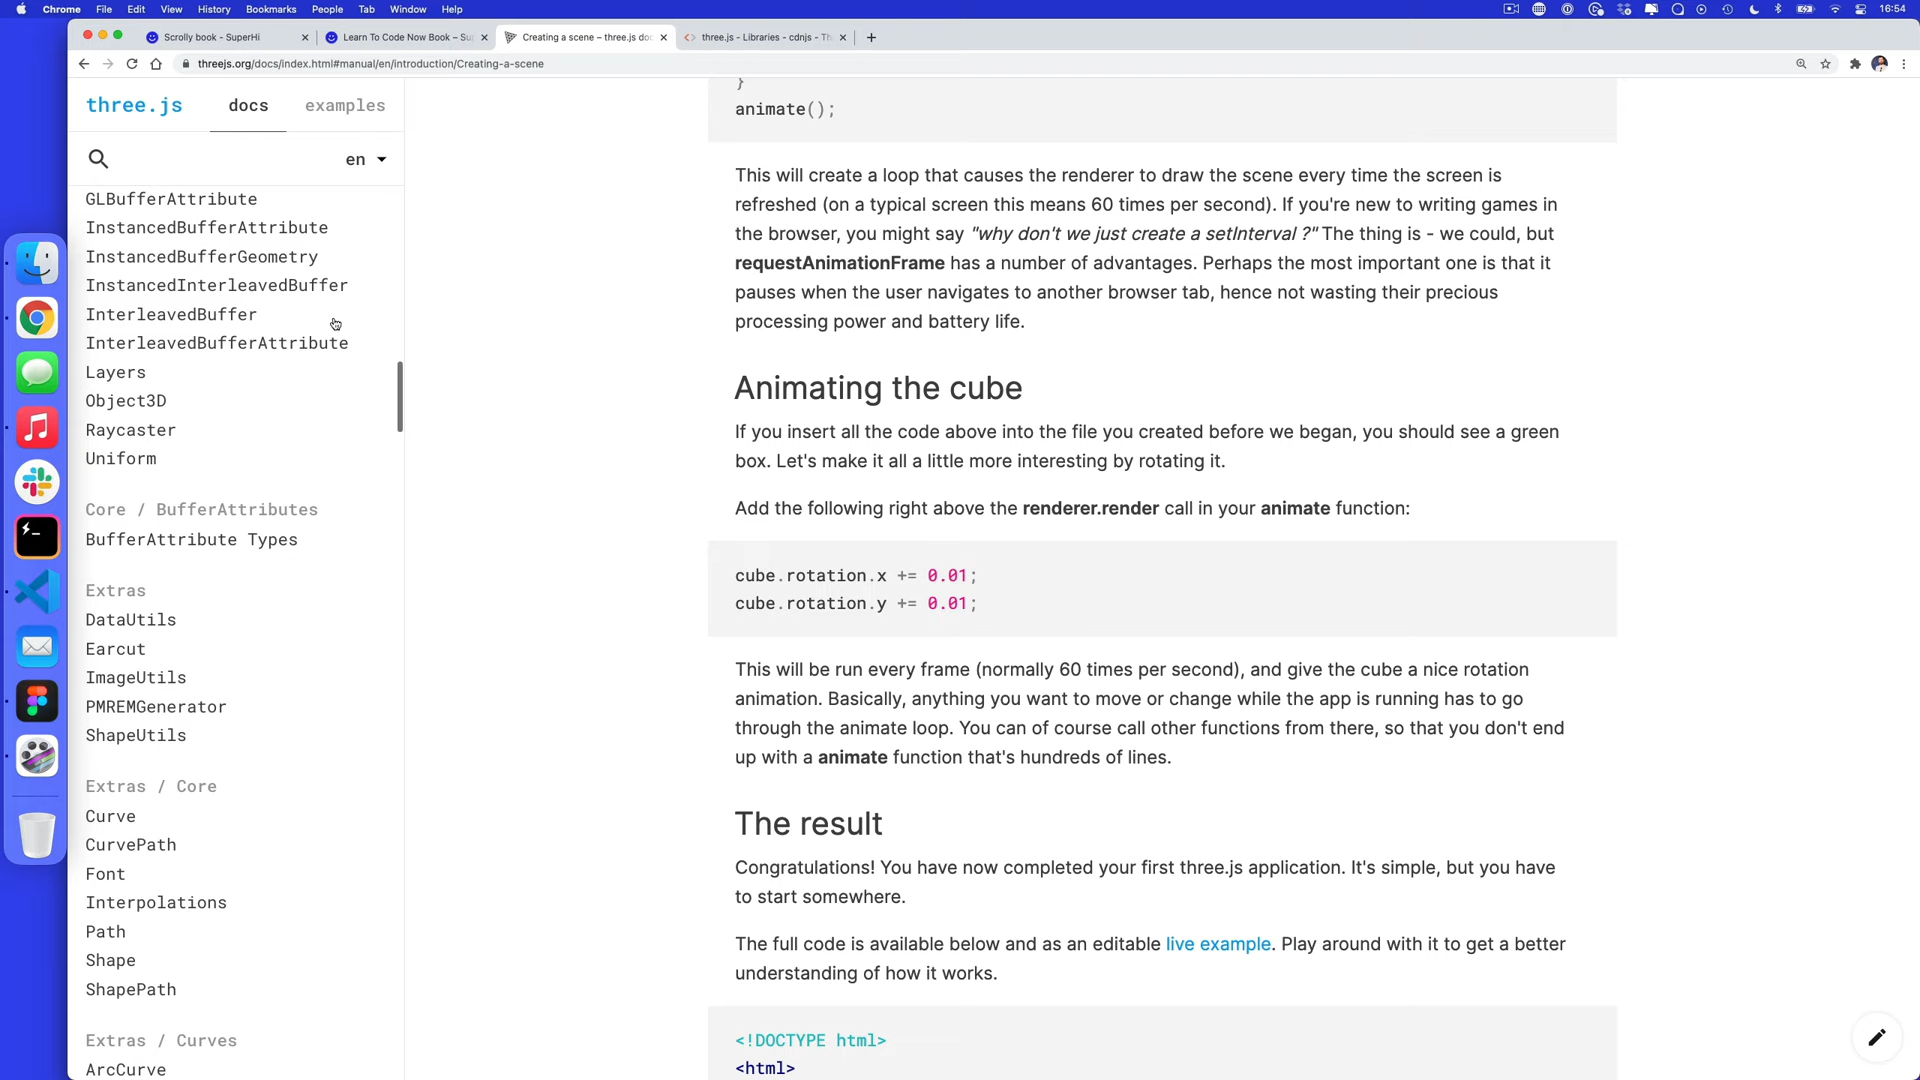 Chrome File Edit View History Bookmarks People Tab Window Help 16:54
Scrolly book - SuperHi
Learn To Code Now Book – Su
Creating a scene – three.js doc
three.js - Libraries - cdnjs - Th
threejs.org/docs/index.html#manual/en/introduction/Creating-a-scene
three.js docs examples
en
GLBufferAttribute
InstancedBufferAttribute
InstancedBufferGeometry
InstancedInterleavedBuffer
InterleavedBuffer
InterleavedBufferAttribute
Layers
Object3D
Raycaster
Uniform
Core / BufferAttributes
BufferAttribute Types
Extras
DataUtils
Earcut
ImageUtils
PMREMGenerator
ShapeUtils
Extras / Core
Curve
CurvePath
Font
Interpolations
Path
Shape
ShapePath
Extras / Curves
ArcCurve
}
animate();
This will create a loop that causes the renderer to draw the scene every time the screen is
refreshed (on a typical screen this means 60 times per second). If you're new to writing games in
the browser, you might say "why don't we just create a setInterval ?" The thing is - we could, but
requestAnimationFrame has a number of advantages. Perhaps the most important one is that it
pauses when the user navigates to another browser tab, hence not wasting their precious
processing power and battery life.
Animating the cube
If you insert all the code above into the file you created before we began, you should see a green
box. Let's make it all a little more interesting by rotating it.
Add the following right above the renderer.render call in your animate function:
cube.rotation.x += 0.01;
cube.rotation.y += 0.01;
This will be run every frame (normally 60 times per second), and give the cube a nice rotation
animation. Basically, anything you want to move or change while the app is running has to go
through the animate loop. You can of course call other functions from there, so that you don't end
up with a animate function that's hundreds of lines.
The result
Congratulations! You have now completed your first three.js application. It's simple, but you have
to start somewhere.
The full code is available below and as an editable live example. Play around with it to get a better
understanding of how it works.
<!DOCTYPE html>
<html>